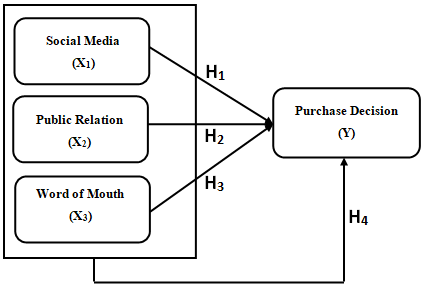 Social Media
(X₁)
H₁
Public Relation
(X₂)
H₂
Purchase Decision
(Y)
Word of Mouth
(X₃)
H₃
H₄